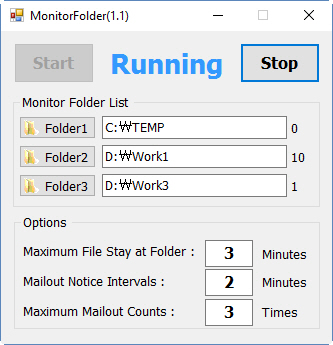 MonitorFolder(1.1)
Start Running Stop
Monitor Folder List
Folder1 C:₩TEMP 0
Folder2 D:₩Work1 10
Folder3 D:₩Work3 1
Options
Maximum File Stay at Folder : 3 Minutes
Mailout Notice Intervals : 2 Minutes
Maximum Mailout Counts : 3 Times